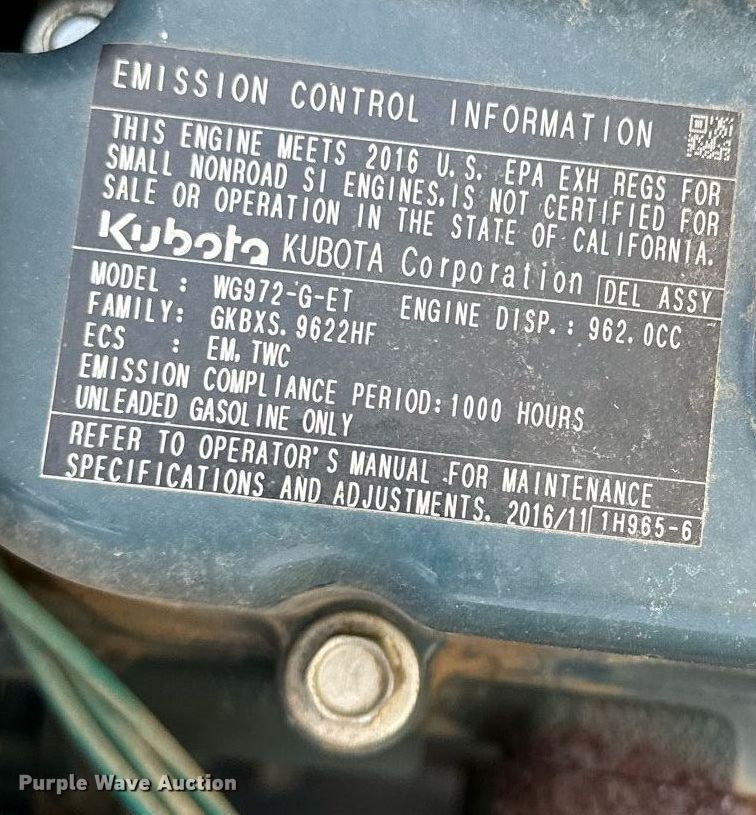 EMISSION CONTROL INFORMATION
THIS ENGINE MEETS 2016 U.S. EPA EXH REGS FOR
SMALL NONROAD SI ENGINES.IS NOT CERTIFIED FOR
SALE OR OPERATION IN THE STATE OF CALIFORNIA.
Kubota KUBOTA Corporation DEL ASSY
MODEL : WG972-G-ET ENGINE DISP.: 962.0CC
FAMILY: GKBXS.9622HF
ECS : EM,TWC
EMISSION COMPLIANCE PERIOD:1000 HOURS
UNLEADED GASOLINE ONLY
REFER TO OPERATOR'S MANUAL FOR MAINTENANCE
SPECIFICATIONS AND ADJUSTMENTS. 2016/11 1H965-6
Purple Wave Auction